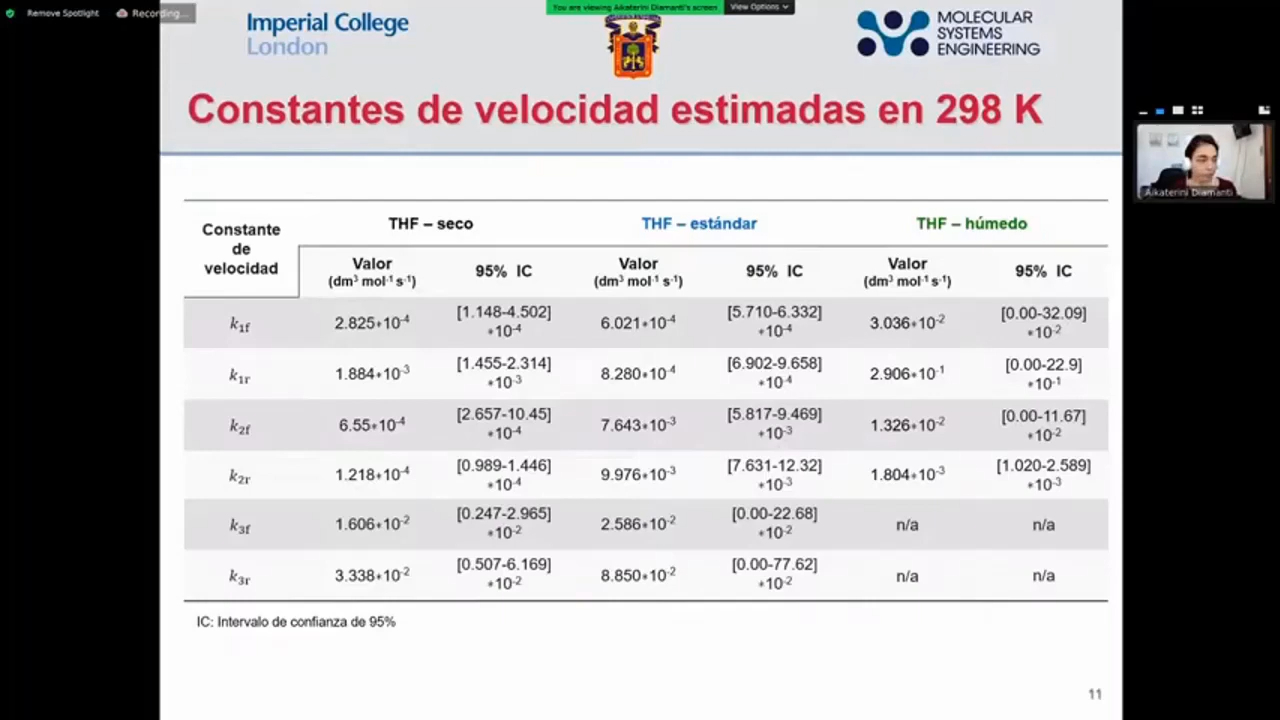 Remove Spotlight
Recording...
You are viewing Aikaterini Diamanti's screen
View Options
Imperial College
London
MOLECULAR
SYSTEMS
ENGINEERING
Constantes de velocidad estimadas en 298 K
Aikaterini Diamanti
Constante de velocidad | THF – seco | THF – estándar | THF – húmedo
Valor (dm³ mol⁻¹ s⁻¹) | 95% IC | Valor (dm³ mol⁻¹ s⁻¹) | 95% IC | Valor (dm³ mol⁻¹ s⁻¹) | 95% IC
k1f | 2.825*10⁻⁴ | [1.148-4.502] *10⁻⁴ | 6.021*10⁻⁴ | [5.710-6.332] *10⁻⁴ | 3.036*10⁻² | [0.00-32.09] *10⁻²
k1r | 1.884*10⁻³ | [1.455-2.314] *10⁻³ | 8.280*10⁻⁴ | [6.902-9.658] *10⁻⁴ | 2.906*10⁻¹ | [0.00-22.9] *10⁻¹
k2f | 6.55*10⁻⁴ | [2.657-10.45] *10⁻⁴ | 7.643*10⁻³ | [5.817-9.469] *10⁻³ | 1.326*10⁻² | [0.00-11.67] *10⁻²
k2r | 1.218*10⁻⁴ | [0.989-1.446] *10⁻⁴ | 9.976*10⁻³ | [7.631-12.32] *10⁻³ | 1.804*10⁻³ | [1.020-2.589] *10⁻³
k3f | 1.606*10⁻² | [0.247-2.965] *10⁻² | 2.586*10⁻² | [0.00-22.68] *10⁻² | n/a | n/a
k3r | 3.338*10⁻² | [0.507-6.169] *10⁻² | 8.850*10⁻² | [0.00-77.62] *10⁻² | n/a | n/a
IC: Intervalo de confianza de 95%
11